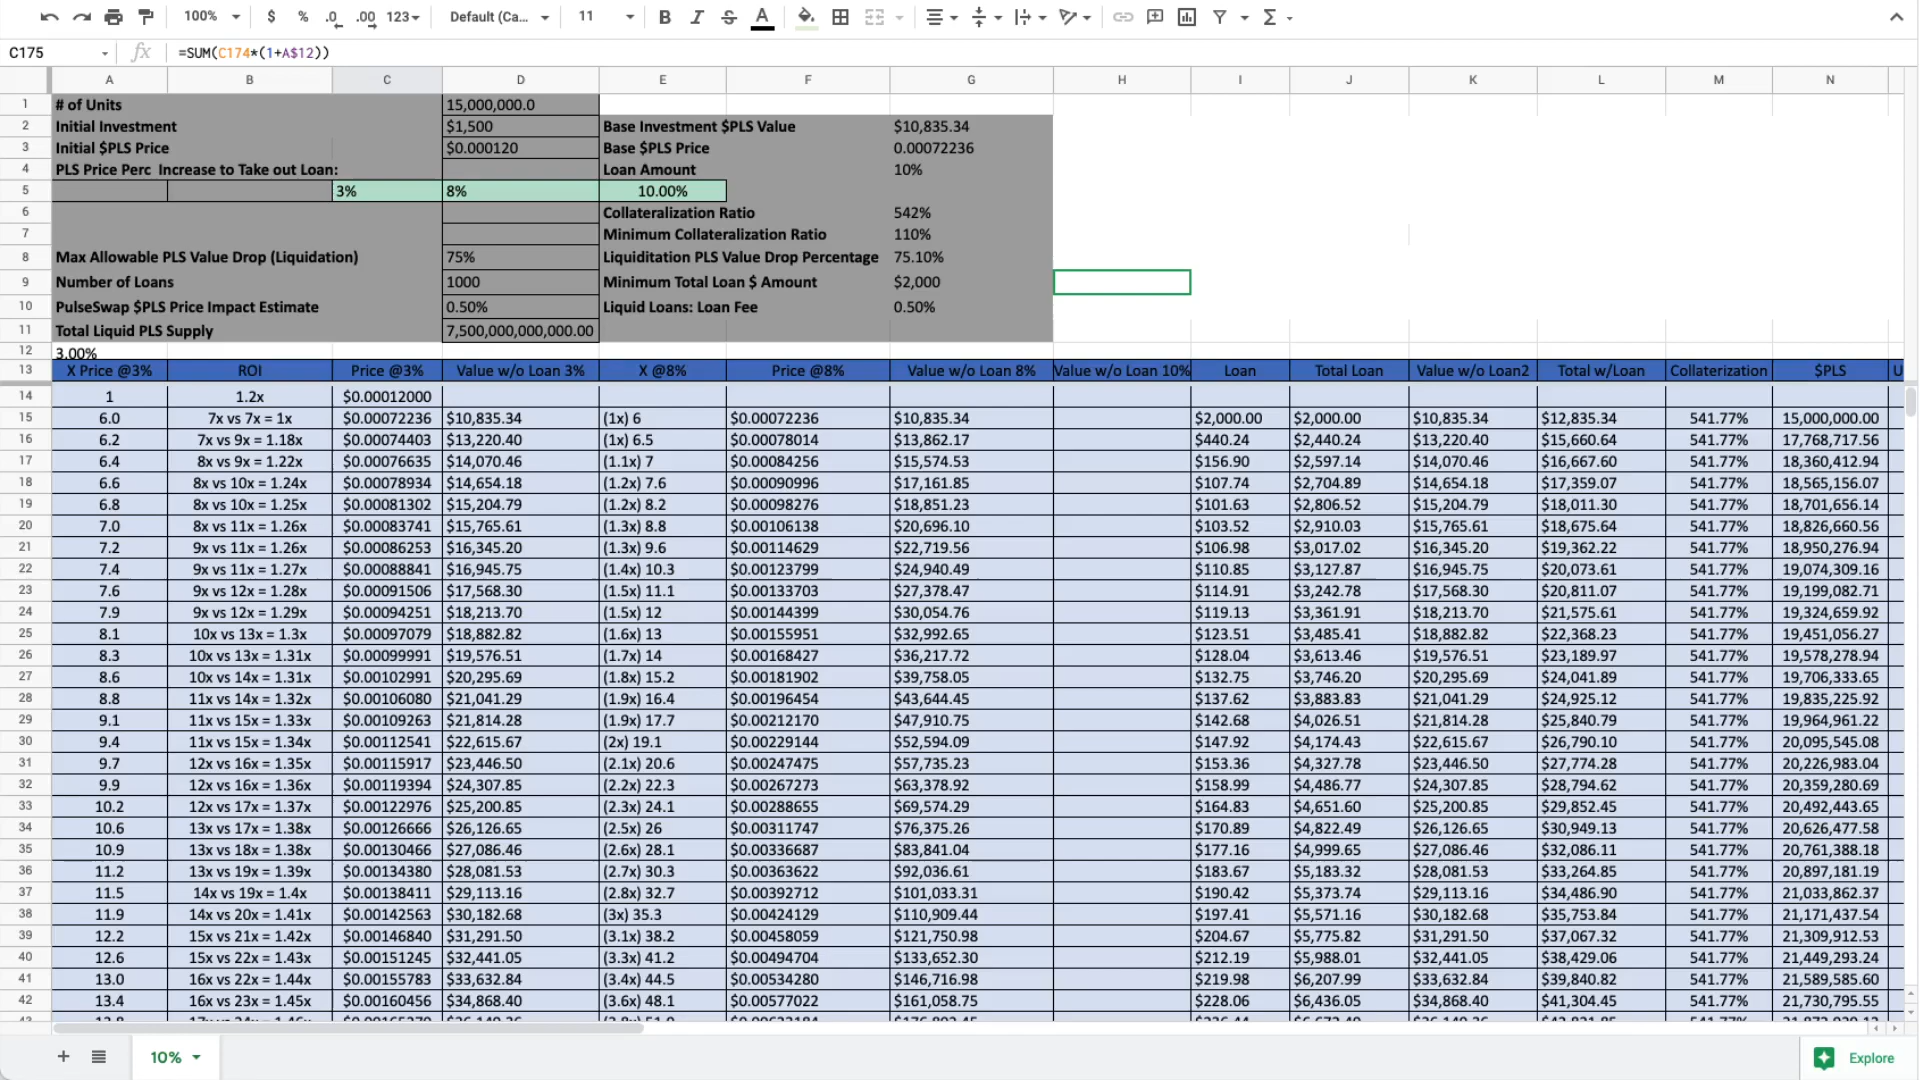 100% $ % .0 .00 123 Default (Ca... 11 B I S A
C175 fx =SUM(C174*(1+A$12))
A B C D E F G H I J K L M N
1 # of Units 15,000,000.0
2 Initial Investment $1,500 Base Investment $PLS Value $10,835.34
3 Initial $PLS Price $0.000120 Base $PLS Price 0.00072236
4 PLS Price Perc Increase to Take out Loan: Loan Amount 10%
5 3% 8% 10.00%
6 Collateralization Ratio 542%
7 Minimum Collateralization Ratio 110%
8 Max Allowable PLS Value Drop (Liquidation) 75% Liquiditation PLS Value Drop Percentage 75.10%
9 Number of Loans 1000 Minimum Total Loan $ Amount $2,000
10 PulseSwap $PLS Price Impact Estimate 0.50% Liquid Loans: Loan Fee 0.50%
11 Total Liquid PLS Supply 7,500,000,000,000.00
12 3.00%
13 X Price @3% ROI Price @3% Value w/o Loan 3% X @8% Price @8% Value w/o Loan 8% Value w/o Loan 10% Loan Total Loan Value w/o Loan2 Total w/Loan Collaterization $PLS U
14 1 1.2x $0.00012000
15 6.0 7x vs 7x = 1x $0.00072236 $10,835.34 (1x) 6 $0.00072236 $10,835.34 $2,000.00 $2,000.00 $10,835.34 $12,835.34 541.77% 15,000,000.00
16 6.2 7x vs 9x = 1.18x $0.00074403 $13,220.40 (1x) 6.5 $0.00078014 $13,862.17 $440.24 $2,440.24 $13,220.40 $15,660.64 541.77% 17,768,717.56
17 6.4 8x vs 9x = 1.22x $0.00076635 $14,070.46 (1.1x) 7 $0.00084256 $15,574.53 $156.90 $2,597.14 $14,070.46 $16,667.60 541.77% 18,360,412.94
18 6.6 8x vs 10x = 1.24x $0.00078934 $14,654.18 (1.2x) 7.6 $0.00090996 $17,161.85 $107.74 $2,704.89 $14,654.18 $17,359.07 541.77% 18,565,156.07
19 6.8 8x vs 10x = 1.25x $0.00081302 $15,204.79 (1.2x) 8.2 $0.00098276 $18,851.23 $101.63 $2,806.52 $15,204.79 $18,011.30 541.77% 18,701,656.14
20 7.0 8x vs 11x = 1.26x $0.00083741 $15,765.61 (1.3x) 8.8 $0.00106138 $20,696.10 $103.52 $2,910.03 $15,765.61 $18,675.64 541.77% 18,826,660.56
21 7.2 9x vs 11x = 1.26x $0.00086253 $16,345.20 (1.3x) 9.6 $0.00114629 $22,719.56 $106.98 $3,017.02 $16,345.20 $19,362.22 541.77% 18,950,276.94
22 7.4 9x vs 11x = 1.27x $0.00088841 $16,945.75 (1.4x) 10.3 $0.00123799 $24,940.49 $110.85 $3,127.87 $16,945.75 $20,073.61 541.77% 19,074,309.16
23 7.6 9x vs 12x = 1.28x $0.00091506 $17,568.30 (1.5x) 11.1 $0.00133703 $27,378.47 $114.91 $3,242.78 $17,568.30 $20,811.07 541.77% 19,199,082.71
24 7.9 9x vs 12x = 1.29x $0.00094251 $18,213.70 (1.5x) 12 $0.00144399 $30,054.76 $119.13 $3,361.91 $18,213.70 $21,575.61 541.77% 19,324,659.92
25 8.1 10x vs 13x = 1.3x $0.00097079 $18,882.82 (1.6x) 13 $0.00155951 $32,992.65 $123.51 $3,485.41 $18,882.82 $22,368.23 541.77% 19,451,056.27
26 8.3 10x vs 13x = 1.31x $0.00099991 $19,576.51 (1.7x) 14 $0.00168427 $36,217.72 $128.04 $3,613.46 $19,576.51 $23,189.97 541.77% 19,578,278.94
27 8.6 10x vs 14x = 1.31x $0.00102991 $20,295.69 (1.8x) 15.2 $0.00181902 $39,758.05 $132.75 $3,746.20 $20,295.69 $24,041.89 541.77% 19,706,333.65
28 8.8 11x vs 14x = 1.32x $0.00106080 $21,041.29 (1.9x) 16.4 $0.00196454 $43,644.45 $137.62 $3,883.83 $21,041.29 $24,925.12 541.77% 19,835,225.92
29 9.1 11x vs 15x = 1.33x $0.00109263 $21,814.28 (1.9x) 17.7 $0.00212170 $47,910.75 $142.68 $4,026.51 $21,814.28 $25,840.79 541.77% 19,964,961.22
30 9.4 11x vs 15x = 1.34x $0.00112541 $22,615.67 (2x) 19.1 $0.00229144 $52,594.09 $147.92 $4,174.43 $22,615.67 $26,790.10 541.77% 20,095,545.08
31 9.7 12x vs 16x = 1.35x $0.00115917 $23,446.50 (2.1x) 20.6 $0.00247475 $57,735.23 $153.36 $4,327.78 $23,446.50 $27,774.28 541.77% 20,226,983.04
32 9.9 12x vs 16x = 1.36x $0.00119394 $24,307.85 (2.2x) 22.3 $0.00267273 $63,378.92 $158.99 $4,486.77 $24,307.85 $28,794.62 541.77% 20,359,280.69
33 10.2 12x vs 17x = 1.37x $0.00122976 $25,200.85 (2.3x) 24.1 $0.00288655 $69,574.29 $164.83 $4,651.60 $25,200.85 $29,852.45 541.77% 20,492,443.65
34 10.6 13x vs 17x = 1.38x $0.00126666 $26,126.65 (2.5x) 26 $0.00311747 $76,375.26 $170.89 $4,822.49 $26,126.65 $30,949.13 541.77% 20,626,477.58
35 10.9 13x vs 18x = 1.38x $0.00130466 $27,086.46 (2.6x) 28.1 $0.00336687 $83,841.04 $177.16 $4,999.65 $27,086.46 $32,086.11 541.77% 20,761,388.18
36 11.2 13x vs 19x = 1.39x $0.00134380 $28,081.53 (2.7x) 30.3 $0.00363622 $92,036.61 $183.67 $5,183.32 $28,081.53 $33,264.85 541.77% 20,897,181.19
37 11.5 14x vs 19x = 1.4x $0.00138411 $29,113.16 (2.8x) 32.7 $0.00392712 $101,033.31 $190.42 $5,373.74 $29,113.16 $34,486.90 541.77% 21,033,862.37
38 11.9 14x vs 20x = 1.41x $0.00142563 $30,182.68 (3x) 35.3 $0.00424129 $110,909.44 $197.41 $5,571.16 $30,182.68 $35,753.84 541.77% 21,171,437.54
39 12.2 15x vs 21x = 1.42x $0.00146840 $31,291.50 (3.1x) 38.2 $0.00458059 $121,750.98 $204.67 $5,775.82 $31,291.50 $37,067.32 541.77% 21,309,912.53
40 12.6 15x vs 22x = 1.43x $0.00151245 $32,441.05 (3.3x) 41.2 $0.00494704 $133,652.30 $212.19 $5,988.01 $32,441.05 $38,429.06 541.77% 21,449,293.24
41 13.0 16x vs 22x = 1.44x $0.00155783 $33,632.84 (3.4x) 44.5 $0.00534280 $146,716.98 $219.98 $6,207.99 $33,632.84 $39,840.82 541.77% 21,589,585.60
42 13.4 16x vs 23x = 1.45x $0.00160456 $34,868.40 (3.6x) 48.1 $0.00577022 $161,058.75 $228.06 $6,436.05 $34,868.40 $41,304.45 541.77% 21,730,795.55
10% Explore